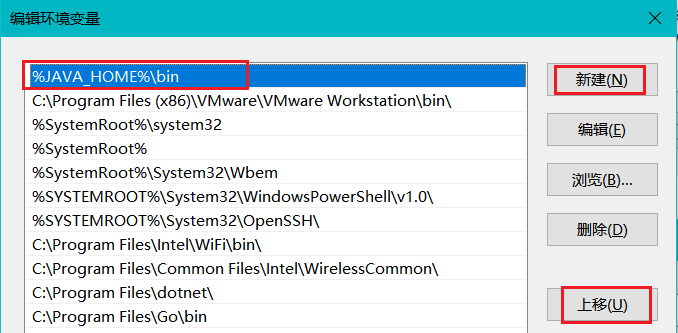 编辑环境变量
%JAVA_HOME%\bin
新建(N)
C:\Program Files (x86)\VMware\VMware Workstation\bin\
%SystemRoot%\system32
编辑(E)
%SystemRoot%
%SystemRoot%\System32\Wbem
浏览(B)...
%SYSTEMROOT%\System32\WindowsPowerShell\v1.0\
%SYSTEMROOT%\System32\OpenSSH\
删除(D)
C:\Program Files\Intel\WiFi\bin\
C:\Program Files\Common Files\Intel\WirelessCommon\
C:\Program Files\dotnet\
上移(U)
C:\Program Files\Go\bin